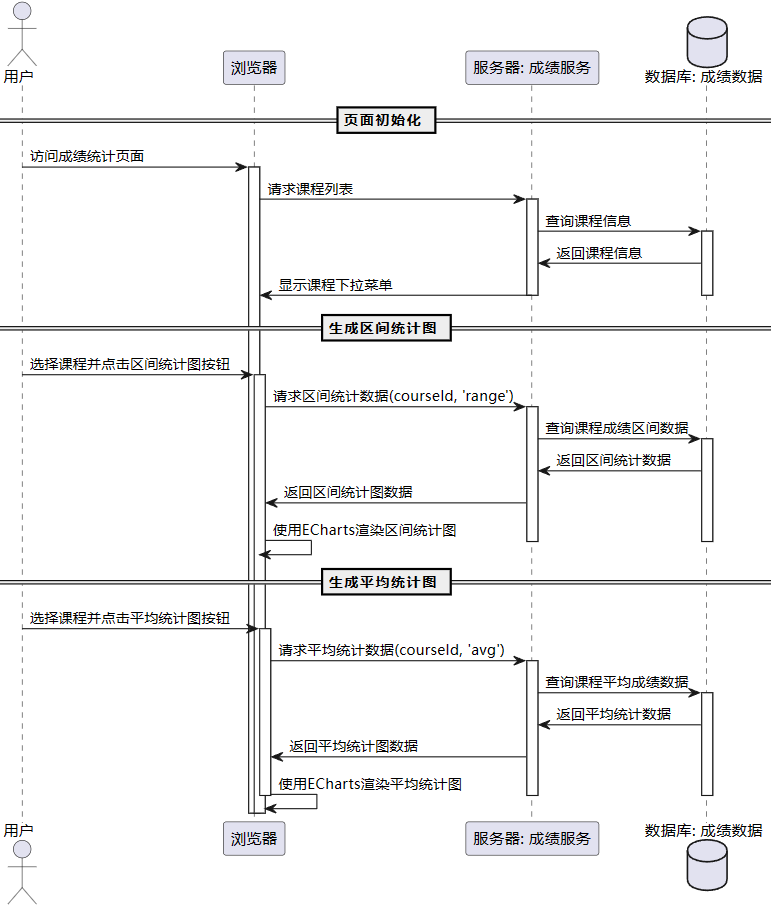 用户
浏览器
服务器: 成绩服务
数据库: 成绩数据
页面初始化
访问成绩统计页面
请求课程列表
查询课程信息
返回课程信息
显示课程下拉菜单
生成区间统计图
选择课程并点击区间统计图按钮
请求区间统计数据(courseId, 'range')
查询课程成绩区间数据
返回区间统计数据
返回区间统计图数据
使用ECharts渲染区间统计图
生成平均统计图
选择课程并点击平均统计图按钮
请求平均统计数据(courseId, 'avg')
查询课程平均成绩数据
返回平均统计数据
返回平均统计图数据
使用ECharts渲染平均统计图
用户
浏览器
服务器: 成绩服务
数据库: 成绩数据